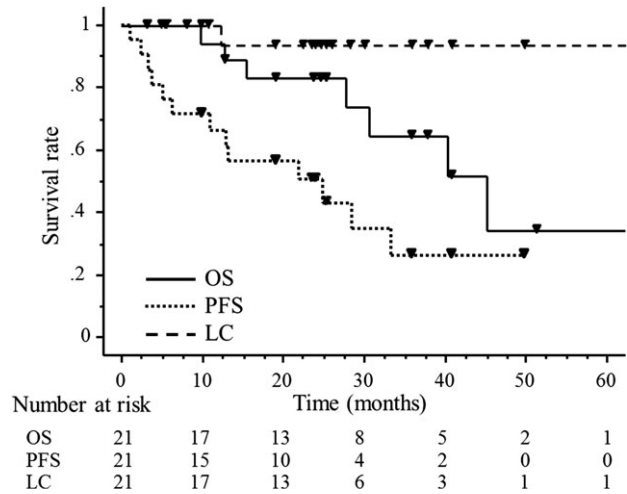 1
.8
.6
.4
.2
0
Survival rate
OS
PFS
LC
0 10 20 30 40 50 60
Number at risk
Time (months)
OS 21 17 13 8 5 2 1
PFS 21 15 10 4 2 0 0
LC 21 17 13 6 3 1 1